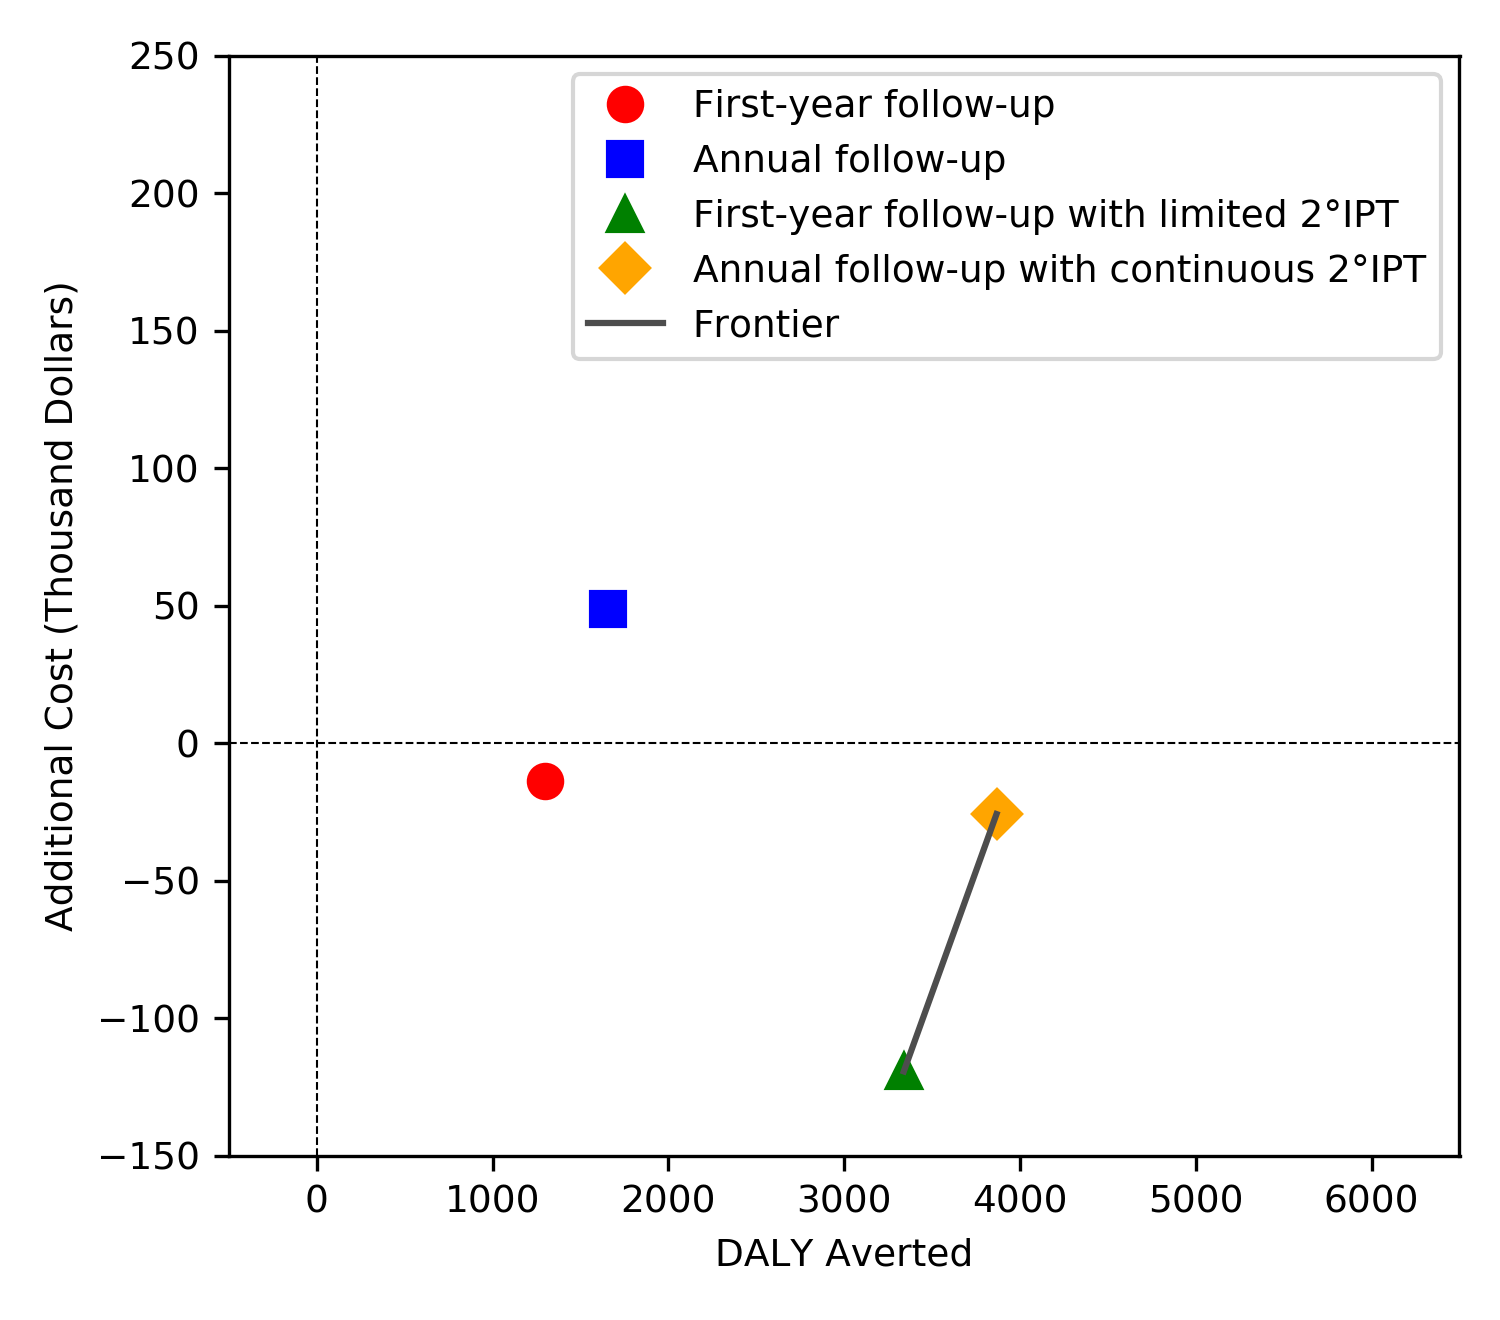 250
200
150
100
50
0
−50
−100
−150
Additional Cost (Thousand Dollars)
First-year follow-up
Annual follow-up
First-year follow-up with limited 2°IPT
Annual follow-up with continuous 2°IPT
Frontier
0 1000 2000 3000 4000 5000 6000
DALY Averted